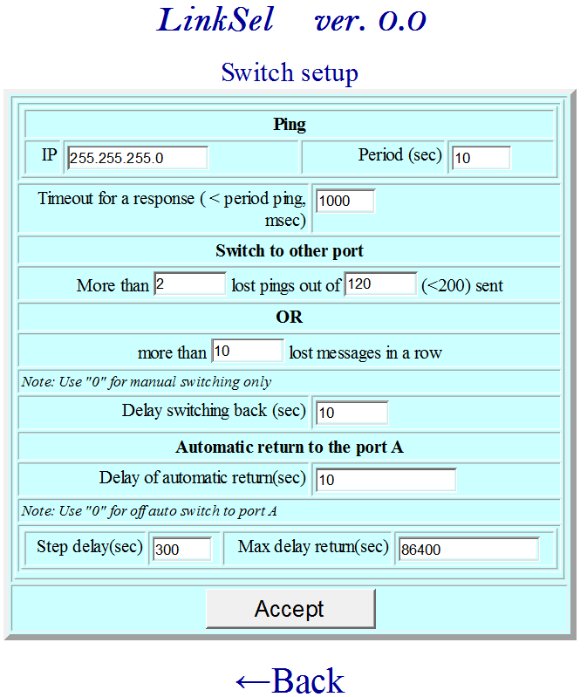 LinkSel ver. 0.0
Switch setup
Ping
IP 255.255.255.0 Period (sec) 10
Timeout for a response ( < period ping, 1000
msec)
Switch to other port
More than 2 lost pings out of 120 (<200) sent
OR
more than 10 lost messages in a row
Note: Use "0" for manual switching only
Delay switching back (sec) 10
Automatic return to the port A
Delay of automatic return(sec) 10
Note: Use "0" for off auto switch to port A
Step delay(sec) 300 Max delay return(sec) 86400
Accept
←Back